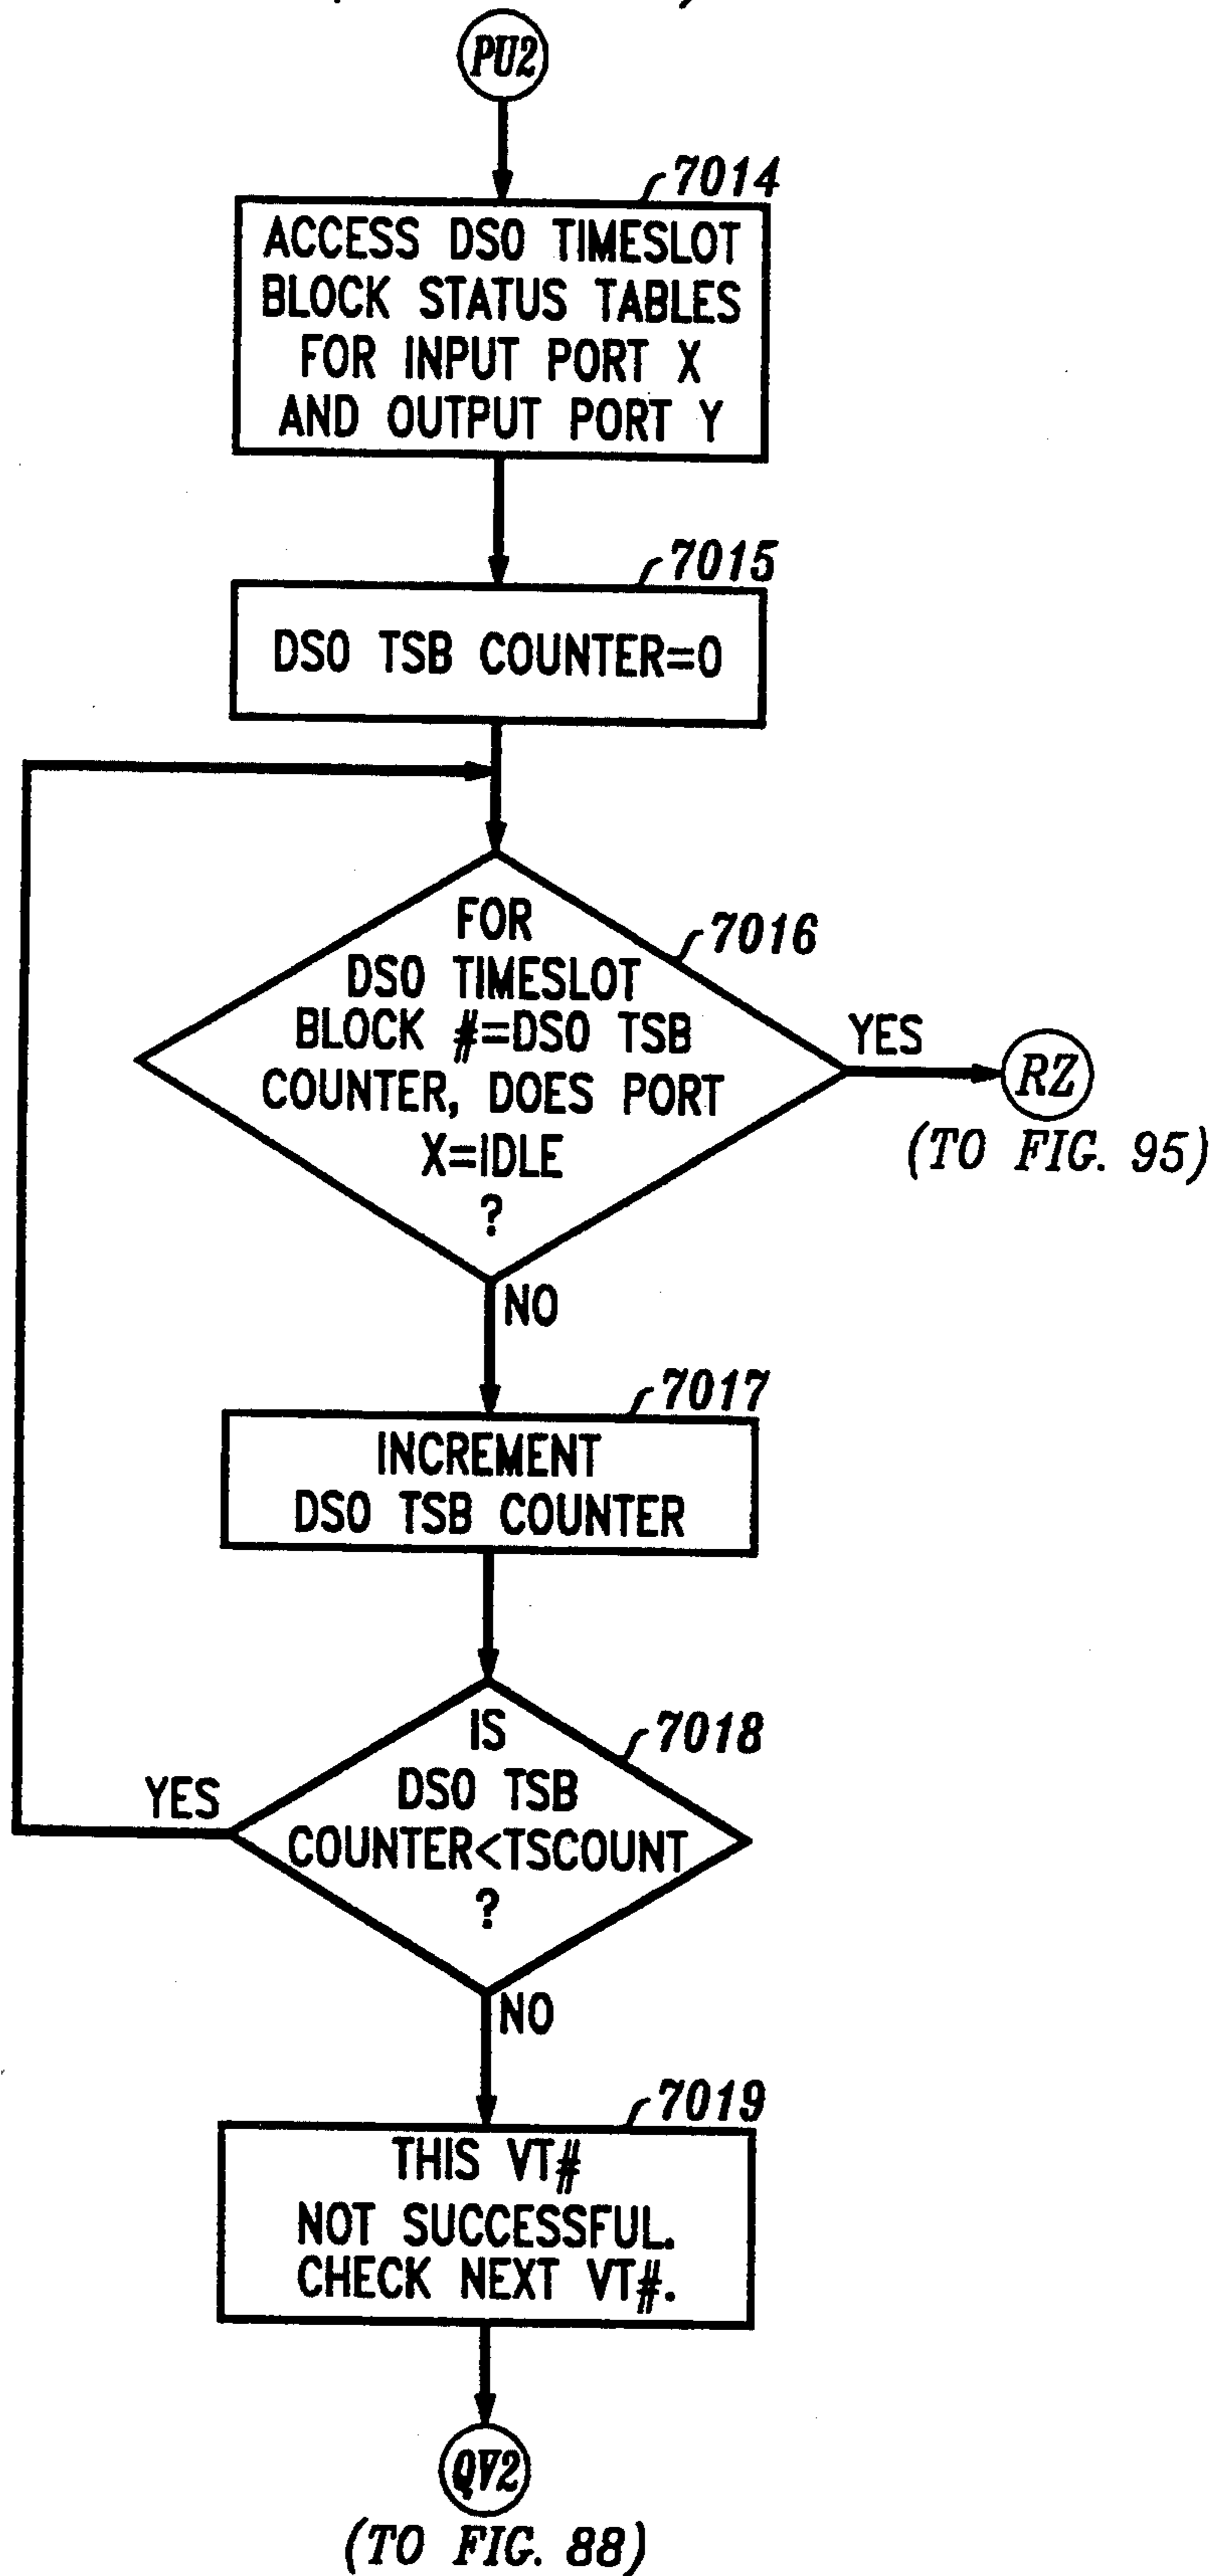 PU2
7014
ACCESS DS0 TIMESLOT
BLOCK STATUS TABLES
FOR INPUT PORT X
AND OUTPUT PORT Y
7015
DS0 TSB COUNTER=0
FOR
DS0 TIMESLOT
BLOCK #=DS0 TSB
COUNTER, DOES PORT
X=IDLE
?
7016
YES
RZ
(TO FIG. 95)
NO
7017
INCREMENT
DS0 TSB COUNTER
IS
DS0 TSB
COUNTER<TSCOUNT
?
7018
YES
NO
7019
THIS VT#
NOT SUCCESSFUL.
CHECK NEXT VT#.
QV2
(TO FIG. 88)